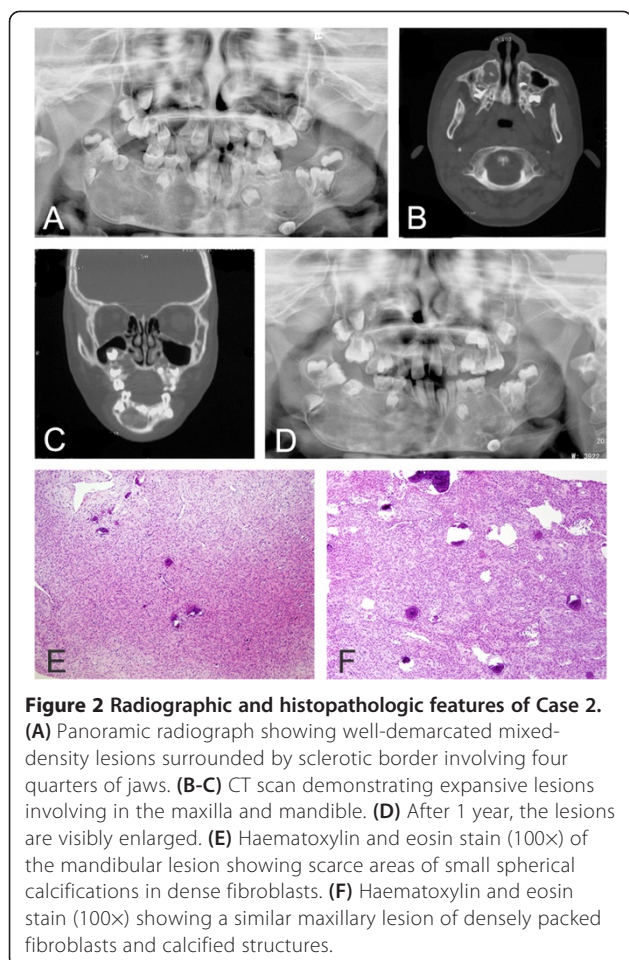 A
B
C
D
W: 3922
E
F
Figure 2 Radiographic and histopathologic features of Case 2.
(A) Panoramic radiograph showing well-demarcated mixed-
density lesions surrounded by sclerotic border involving four
quarters of jaws. (B-C) CT scan demonstrating expansive lesions
involving in the maxilla and mandible. (D) After 1 year, the lesions
are visibly enlarged. (E) Haematoxylin and eosin stain (100×) of
the mandibular lesion showing scarce areas of small spherical
calcifications in dense fibroblasts. (F) Haematoxylin and eosin
stain (100×) showing a similar maxillary lesion of densely packed
fibroblasts and calcified structures.